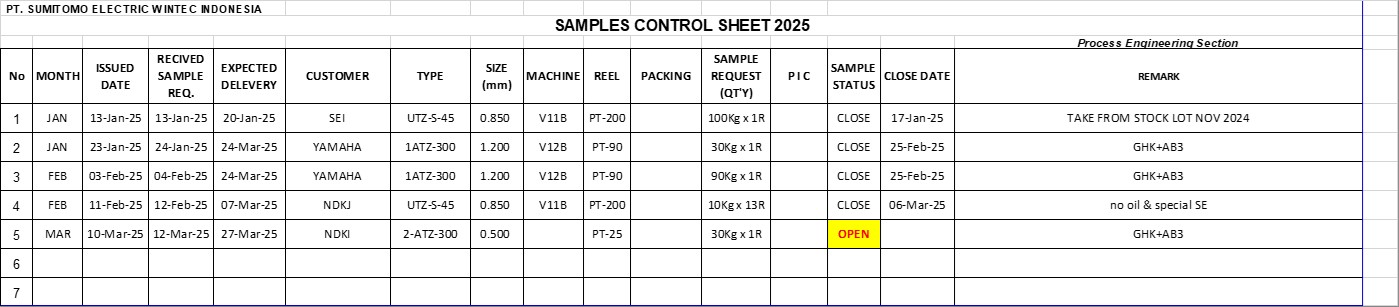 PT. SUMITOMO ELECTRIC WINTEC INDONESIA
SAMPLES CONTROL SHEET 2025
Process Engineering Section
No MONTH ISSUED DATE RECIVED SAMPLE REQ. EXPECTED DELEVERY CUSTOMER TYPE SIZE (mm) MACHINE REEL PACKING SAMPLE REQUEST (QT'Y) P I C SAMPLE STATUS CLOSE DATE REMARK
1 JAN 13-Jan-25 13-Jan-25 20-Jan-25 SEI UTZ-S-45 0.850 V11B PT-200 100Kg x 1R CLOSE 17-Jan-25 TAKE FROM STOCK LOT NOV 2024
2 JAN 23-Jan-25 24-Jan-25 24-Mar-25 YAMAHA 1ATZ-300 1.200 V12B PT-90 30Kg x 1R CLOSE 25-Feb-25 GHK+AB3
3 FEB 03-Feb-25 04-Feb-25 24-Mar-25 YAMAHA 1ATZ-300 1.200 V12B PT-90 90Kg x 1R CLOSE 25-Feb-25 GHK+AB3
4 FEB 11-Feb-25 12-Feb-25 07-Mar-25 NDKJ UTZ-S-45 0.850 V11B PT-200 10Kg x 13R CLOSE 06-Mar-25 no oil & special SE
5 MAR 10-Mar-25 12-Mar-25 27-Mar-25 NDKI 2-ATZ-300 0.500 PT-25 30Kg x 1R OPEN GHK+AB3
6
7